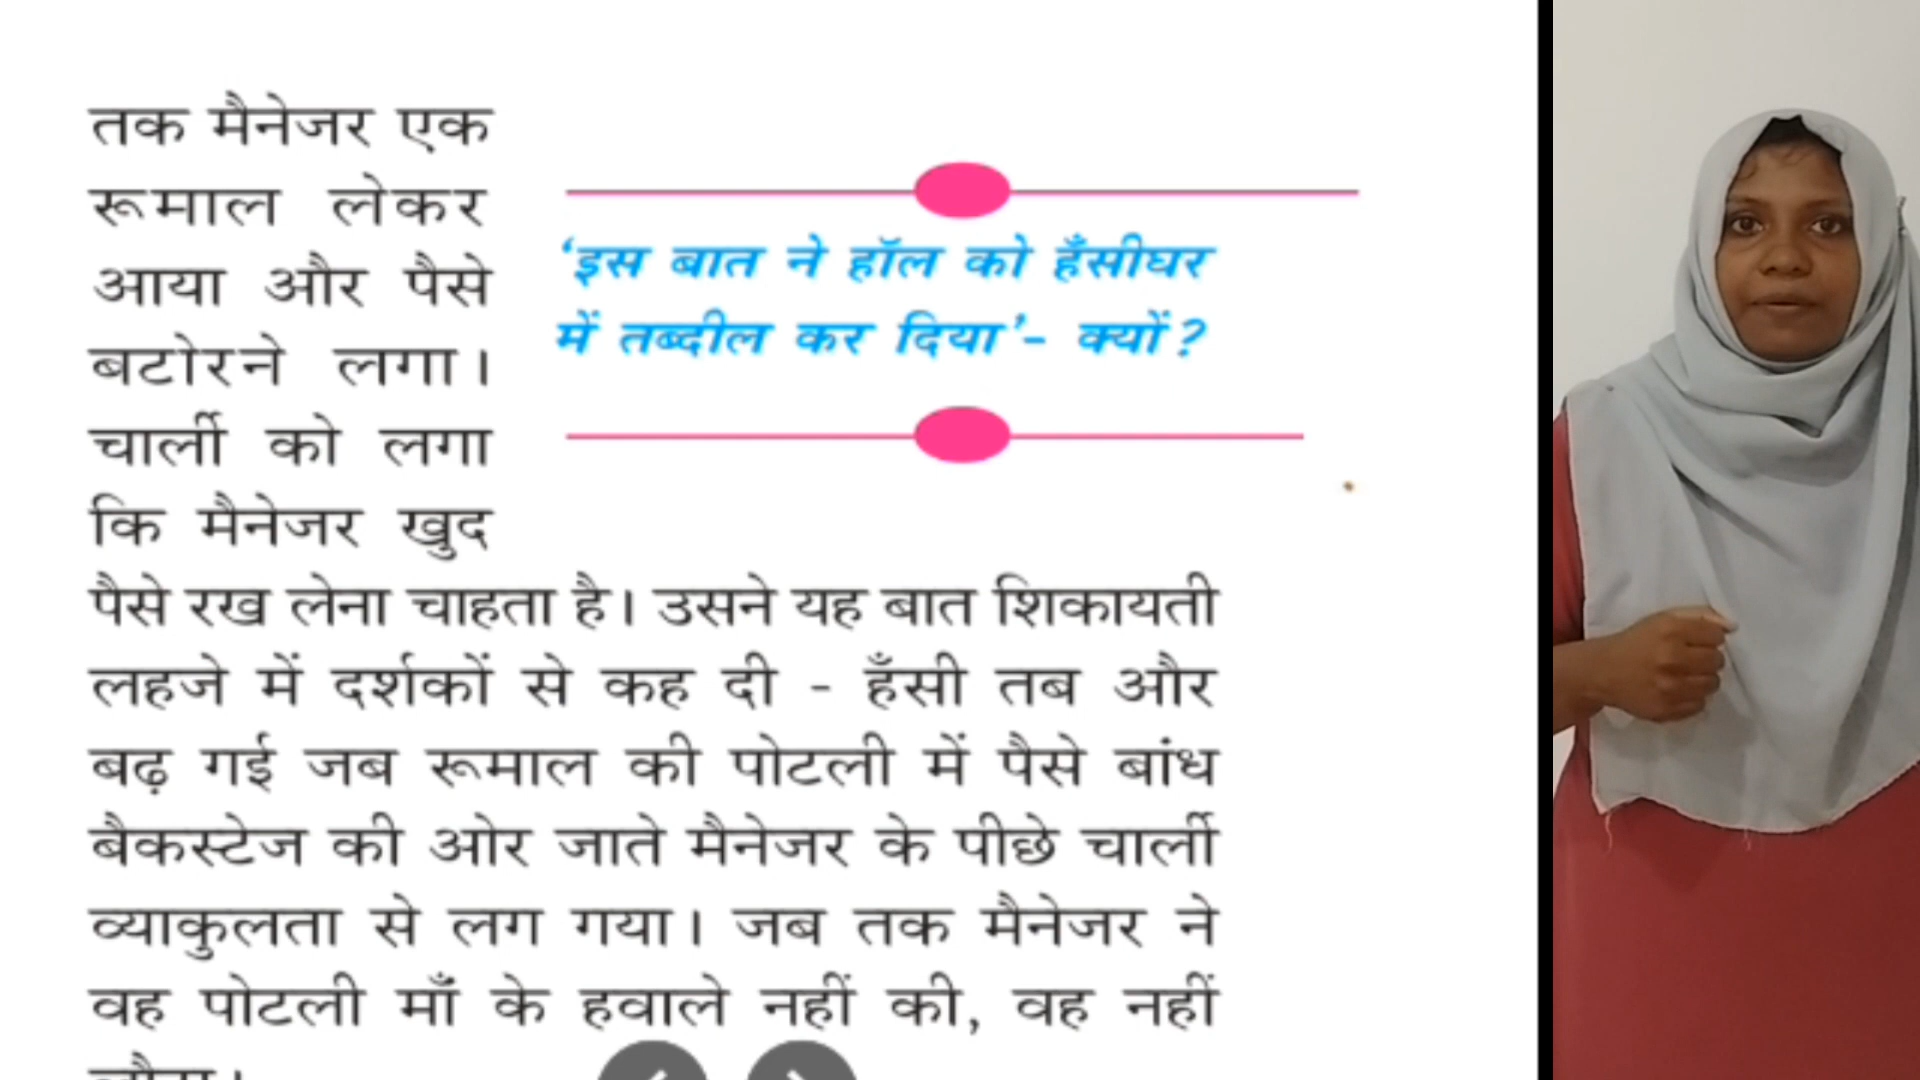 तक मैनेजर एक
रूमाल लेकर
आया और पैसे
बटोरने लगा।
चार्ली को लगा
कि मैनेजर खुद
‘इस बात ने हॉल को हँसीघर
में तब्दील कर दिया’- क्यों?
पैसे रख लेना चाहता है। उसने यह बात शिकायती
लहजे में दर्शकों से कह दी - हँसी तब और
बढ़ गई जब रूमाल की पोटली में पैसे बांध
बैकस्टेज की ओर जाते मैनेजर के पीछे चार्ली
व्याकुलता से लग गया। जब तक मैनेजर ने
वह पोटली माँ के हवाले नहीं की, वह नहीं